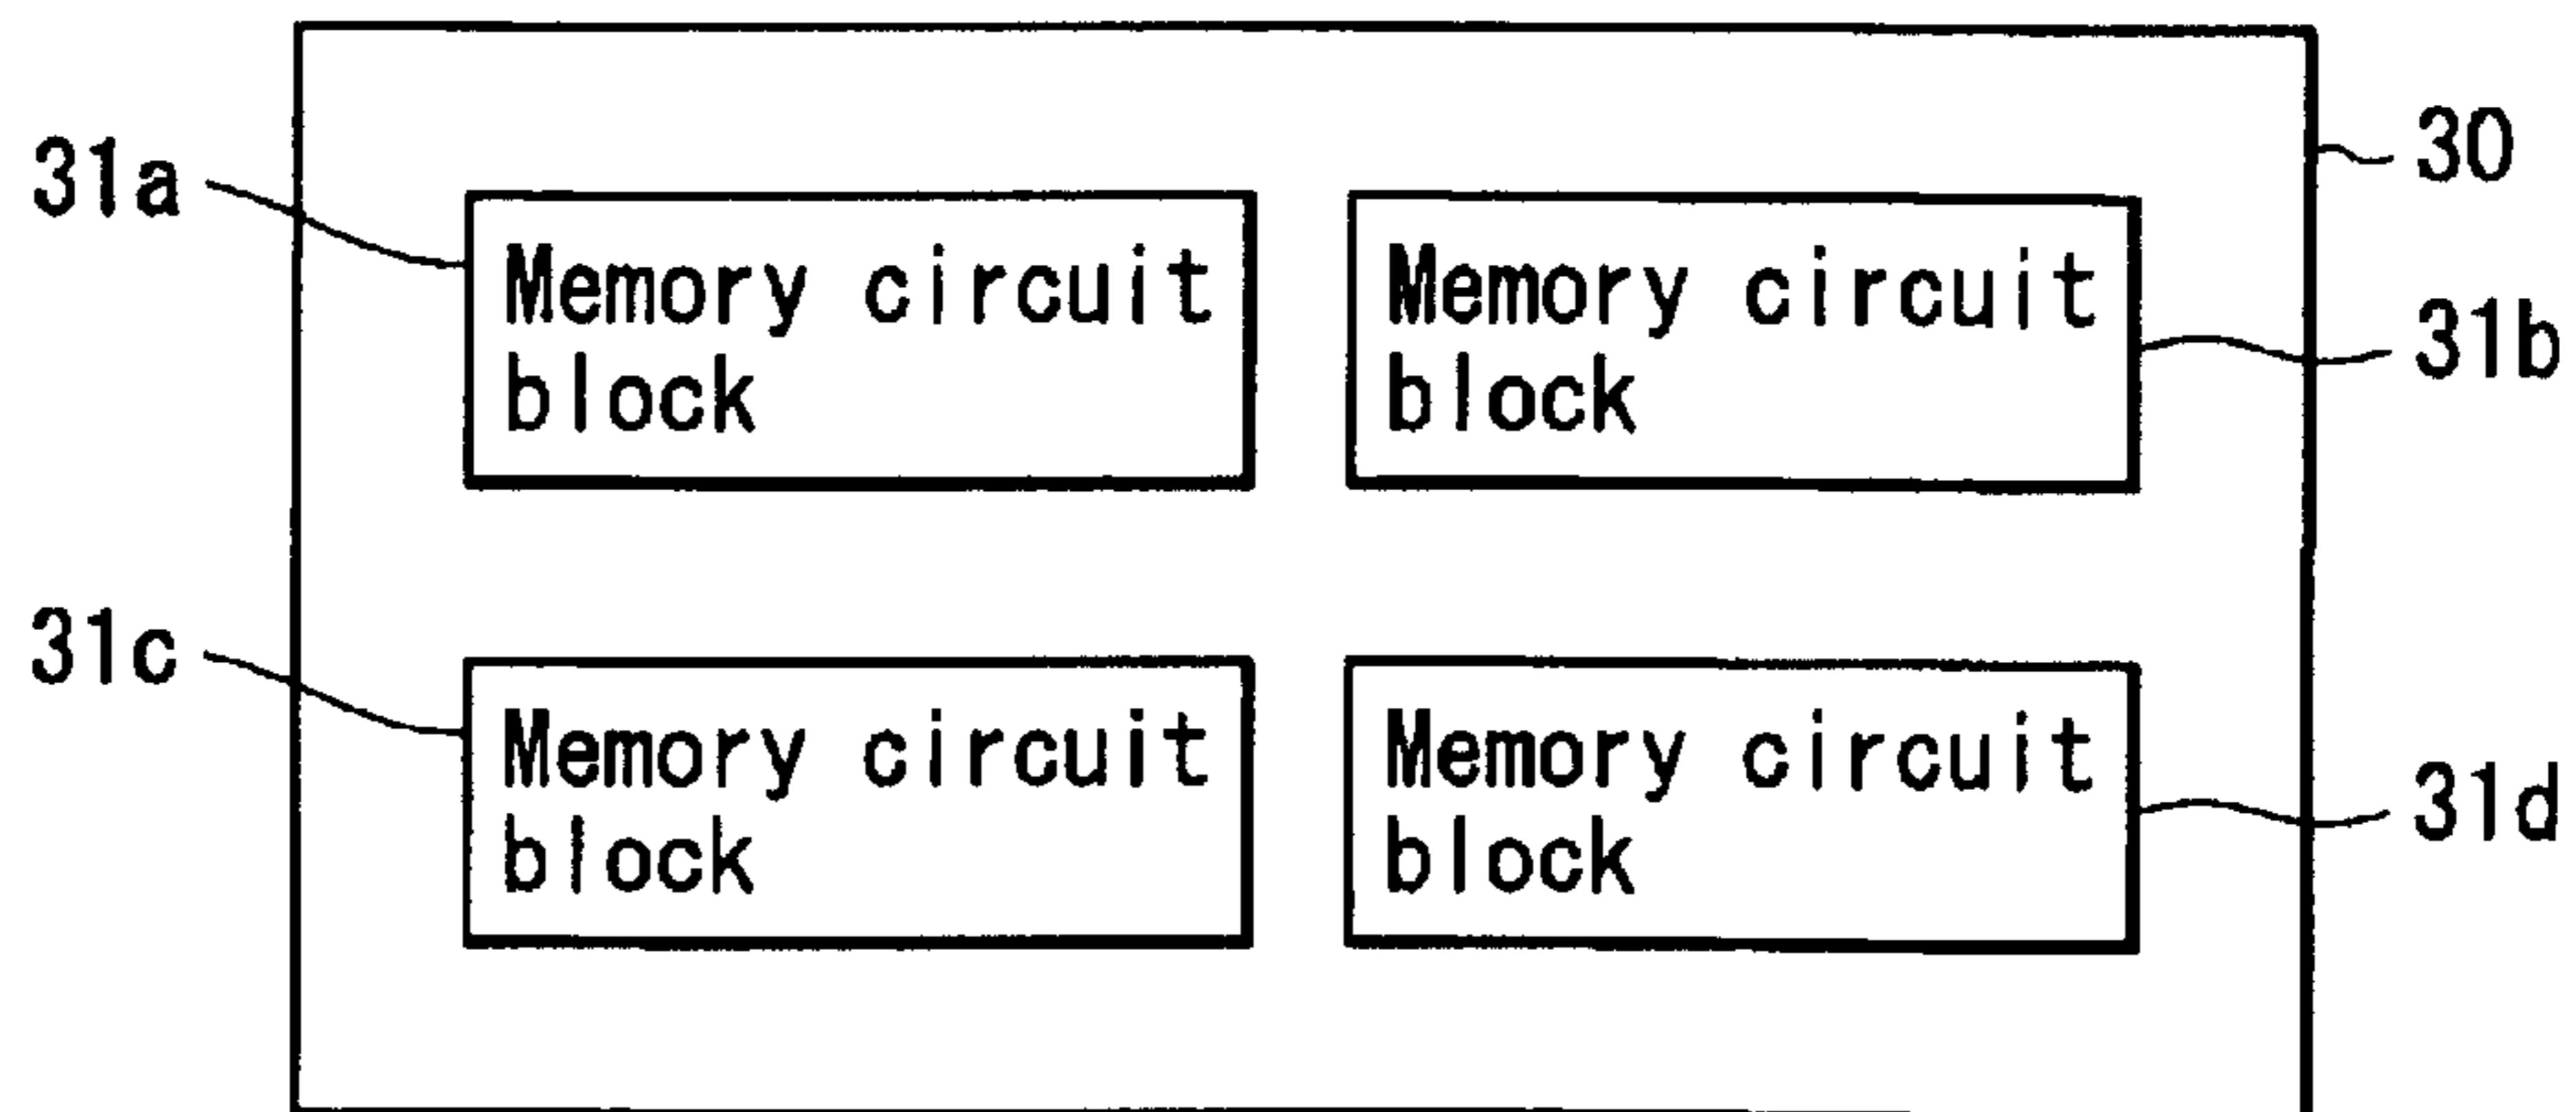 30
31a
Memory circuit
block
Memory circuit
block
31b
31c
Memory circuit
block
Memory circuit
block
31d